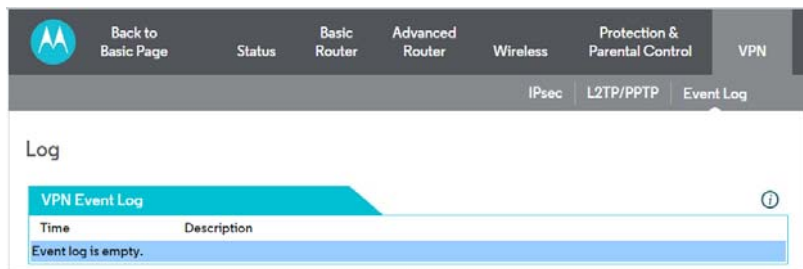 Back to Basic Page
Status
Basic Router
Advanced Router
Wireless
Protection & Parental Control
VPN
IPsec
L2TP/PPTP
Event Log
Log
VPN Event Log
Time Description
Event log is empty.